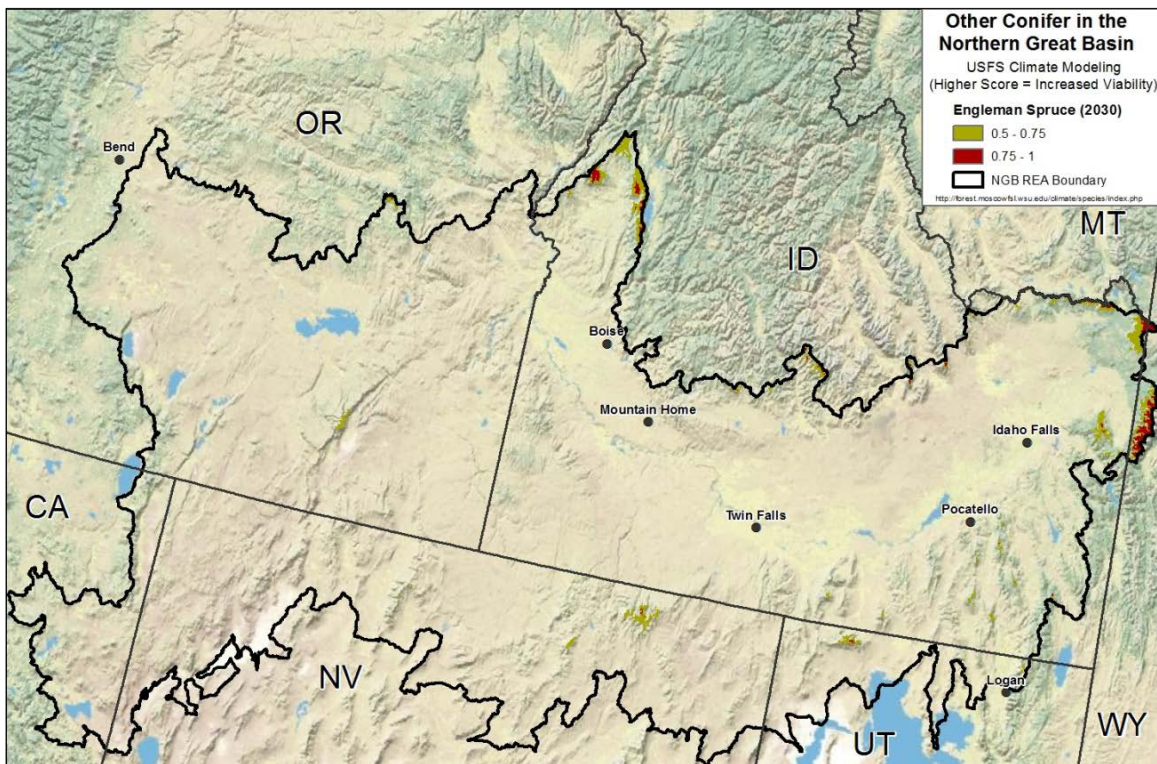 Other Conifer in the
Northern Great Basin
USFS Climate Modeling
(Higher Score = Increased Viability)
Engleman Spruce (2030)
0.5 - 0.75
0.75 - 1
NGB REA Boundary
http://forest.moscowfsl.wsu.edu/climate/species/index.php
OR
Bend
MT
ID
Boise
Mountain Home
Idaho Falls
CA
Twin Falls
Pocatello
NV
Logan
WY
UT